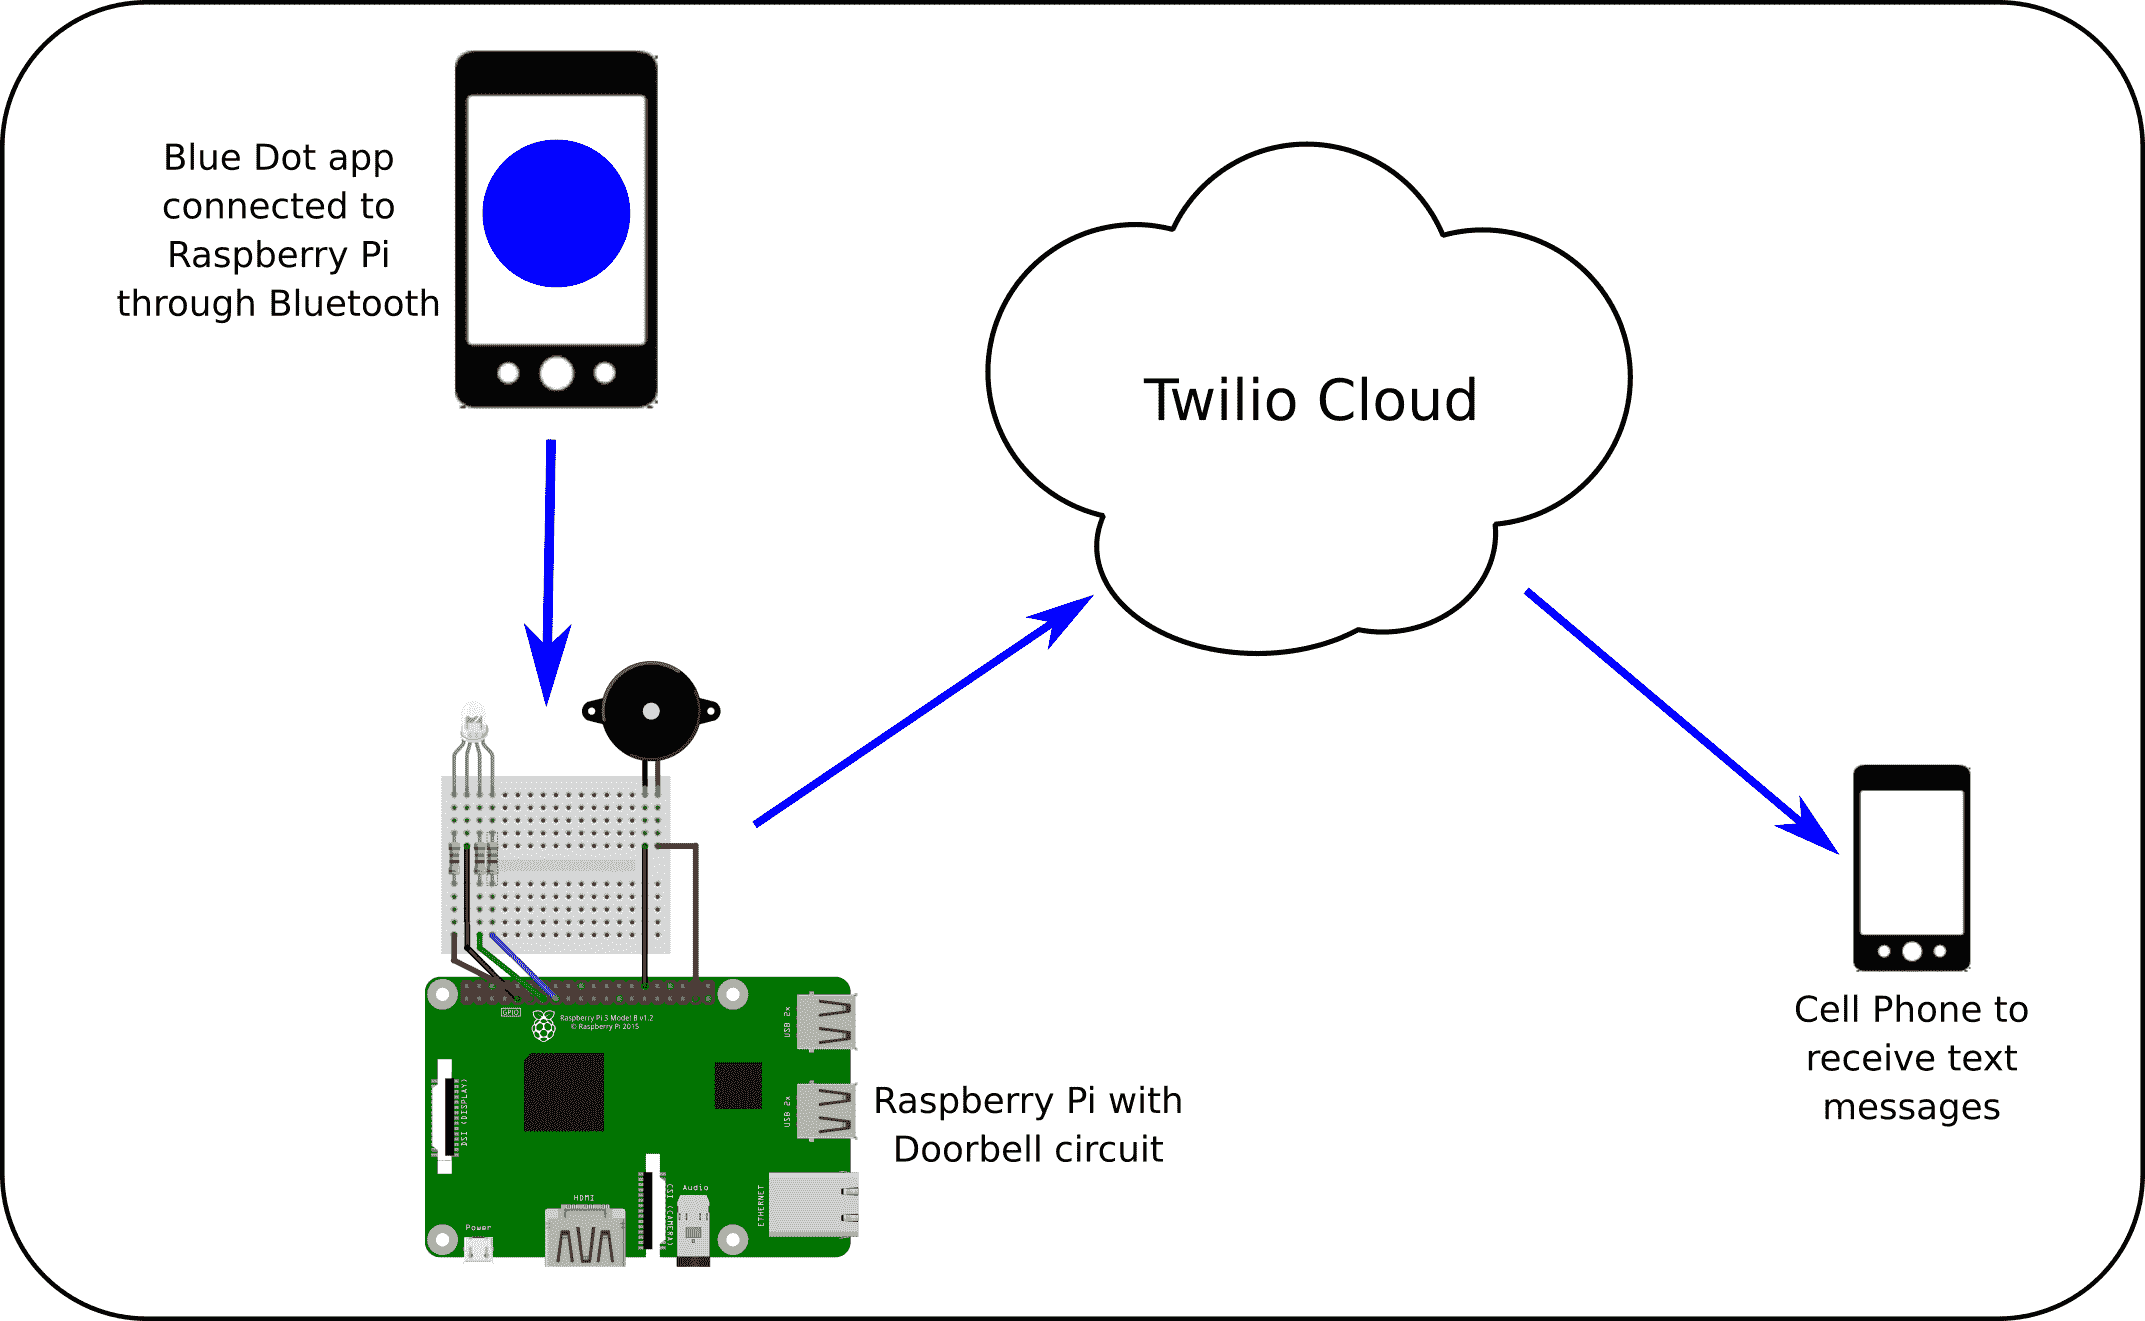 Blue Dot app
connected to
Raspberry Pi
through Bluetooth
Twilio Cloud
Cell Phone to
receive text
messages
Raspberry Pi with
Doorbell circuit
GPIO
Raspberry Pi 3 Model B v1.2
© Raspberry Pi 2015
USB 2x
USB 2x
DSI (DISPLAY)
CSI (CAMERA)
Audio
HDMI
ETHERNET
Power